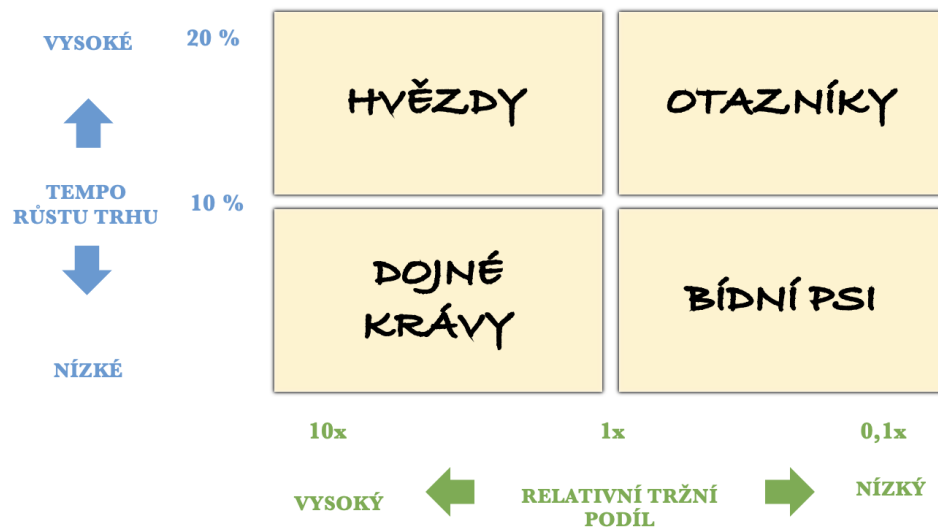 VYSOKÉ
20 %
HVĚZDY
OTAZNÍKY
TEMPO
RŮSTU TRHU
10 %
DOJNÉ
KRÁVY
BÍDNÍ PSI
NÍZKÉ
10x
1x
0,1x
VYSOKÝ
RELATIVNÍ TRŽNÍ
PODÍL
NÍZKÝ